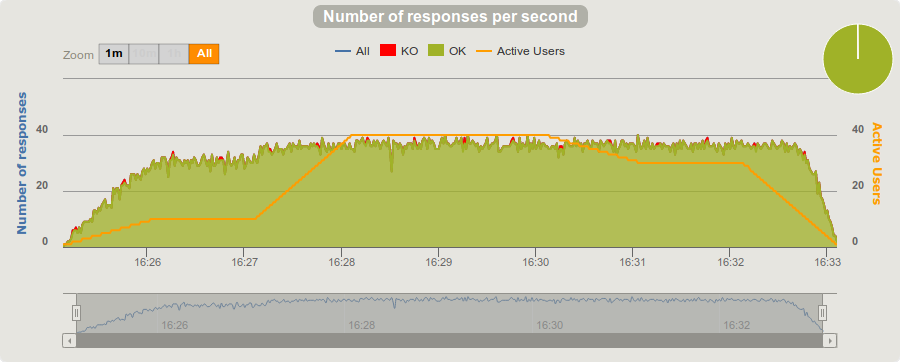 Number of responses per second
Zoom 1m 10m 1h All
All KO OK Active Users
Number of responses
Active Users
40 40
20 20
0 0
16:26 16:27 16:28 16:29 16:30 16:31 16:32 16:33
16:26 16:28 16:30 16:32